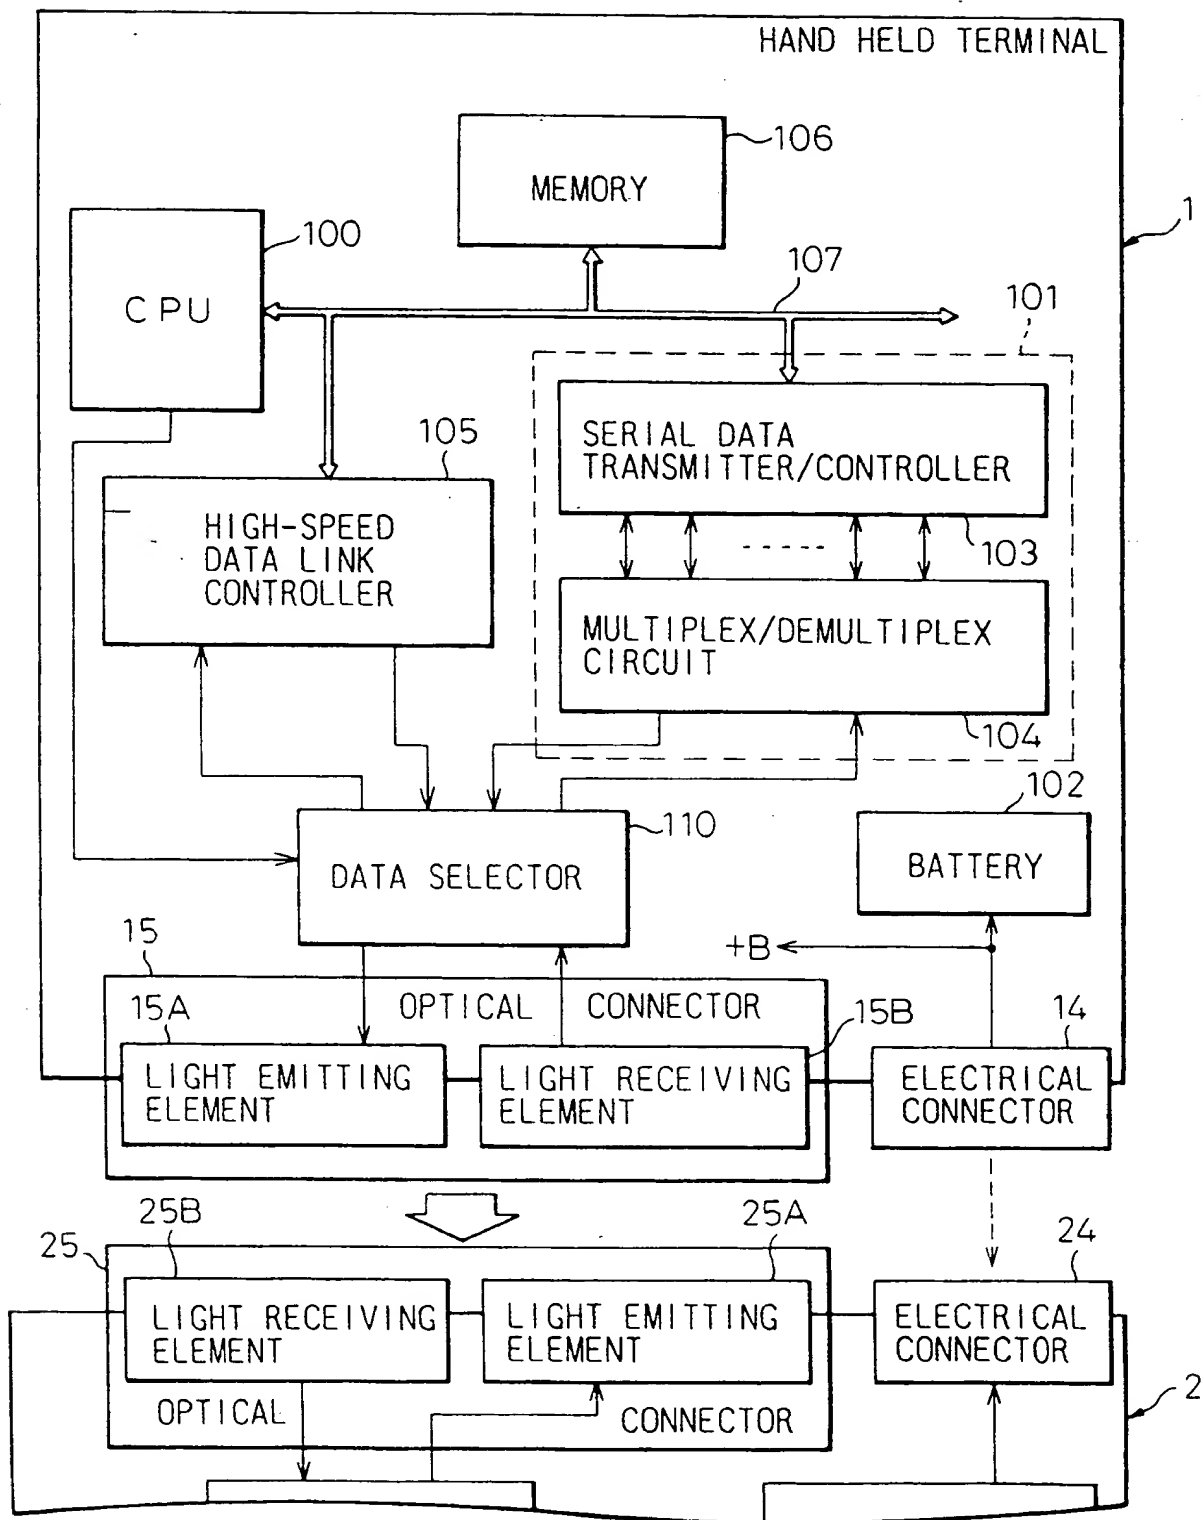 HAND HELD TERMINAL
106
MEMORY
1
100
CPU
107
101
105
SERIAL DATA
TRANSMITTER/CONTROLLER
HIGH-SPEED
DATA LINK
CONTROLLER
103
MULTIPLEX/DEMULTIPLEX
CIRCUIT
104
102
110
BATTERY
DATA SELECTOR
15
+B
15A
OPTICAL CONNECTOR
15B
14
LIGHT EMITTING
ELEMENT
LIGHT RECEIVING
ELEMENT
ELECTRICAL
CONNECTOR
25B
25A
25
24
LIGHT RECEIVING
ELEMENT
LIGHT EMITTING
ELEMENT
ELECTRICAL
CONNECTOR
2
OPTICAL CONNECTOR